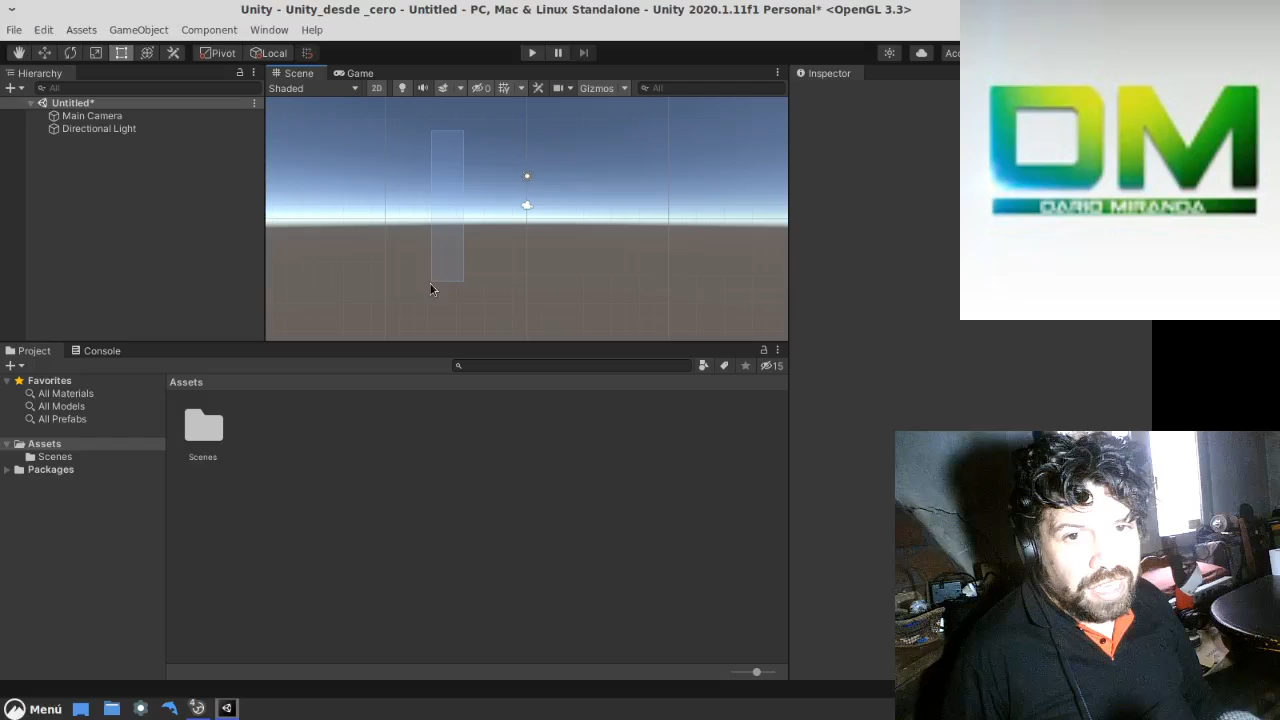 Unity - Unity_desde _cero - Untitled - PC, Mac & Linux Standalone - Unity 2020.1.11f1 Personal* <OpenGL 3.3>
File Edit Assets GameObject Component Window Help
Pivot Local
Hierarchy Scene Game Inspector
All Shaded 2D 0 Gizmos All
Untitled*
Main Camera
Directional Light
DM
DARIO MIRANDA
Project Console
15
Favorites Assets
All Materials
All Models
All Prefabs
Assets
Scenes
Packages
Scenes
Menú